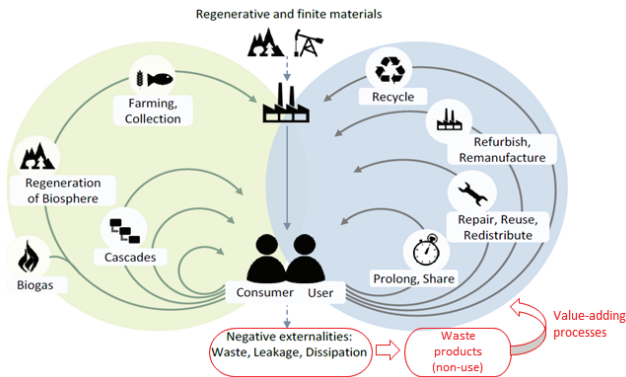 Regenerative and finite materials
Farming,
Collection
Recycle
Refurbish,
Remanufacture
Regeneration
of Biosphere
Repair, Reuse,
Redistribute
Cascades
Biogas
Prolong, Share
Consumer
User
Negative externalities:
Waste, Leakage, Dissipation
Waste
products
(non-use)
Value-adding
processes